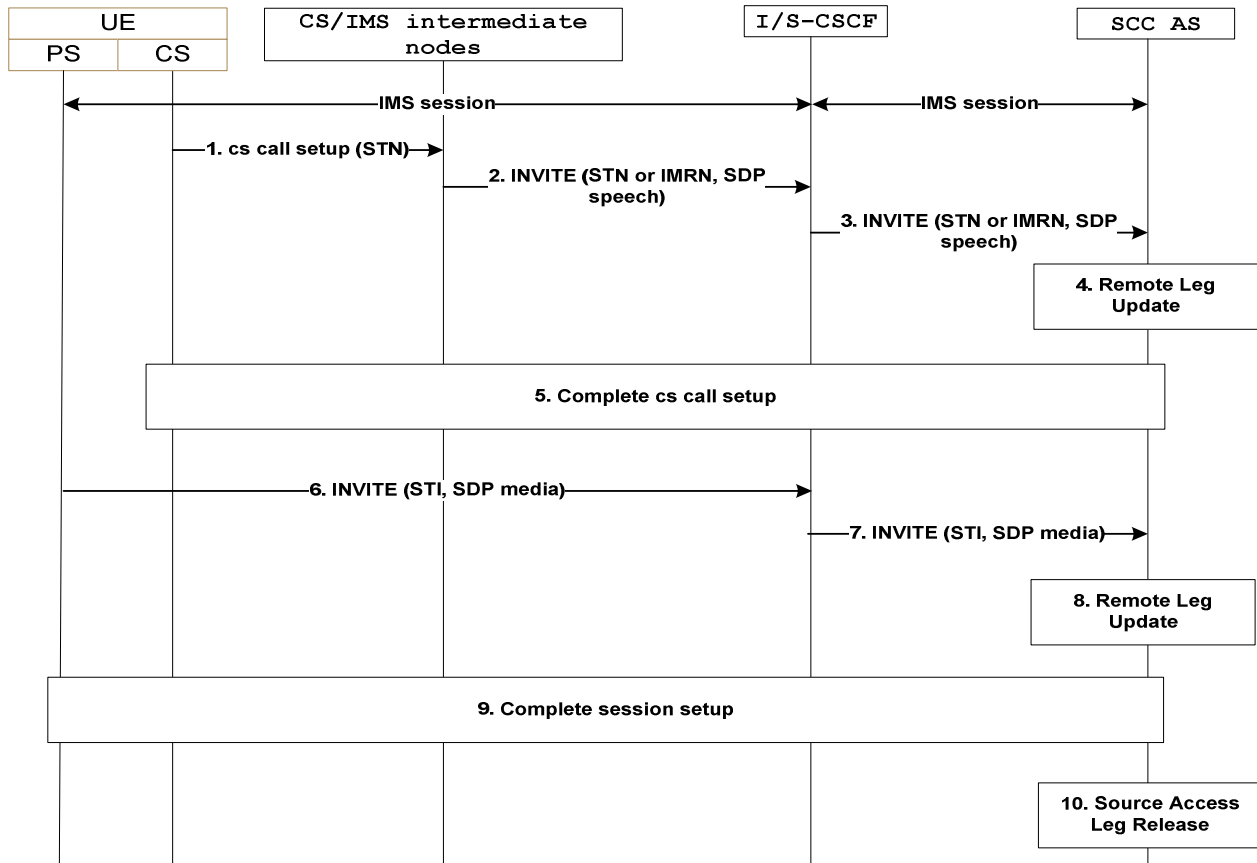 UE
PS
CS
CS/IMS intermediate
nodes
I/S-CSCF
SCC AS
IMS session
IMS session
1. cs call setup (STN)
2. INVITE (STN or IMRN, SDP
speech)
3. INVITE (STN or IMRN, SDP
speech)
4. Remote Leg
Update
5. Complete cs call setup
6. INVITE (STI, SDP media)
7. INVITE (STI, SDP media)
8. Remote Leg
Update
9. Complete session setup
10. Source Access
Leg Release